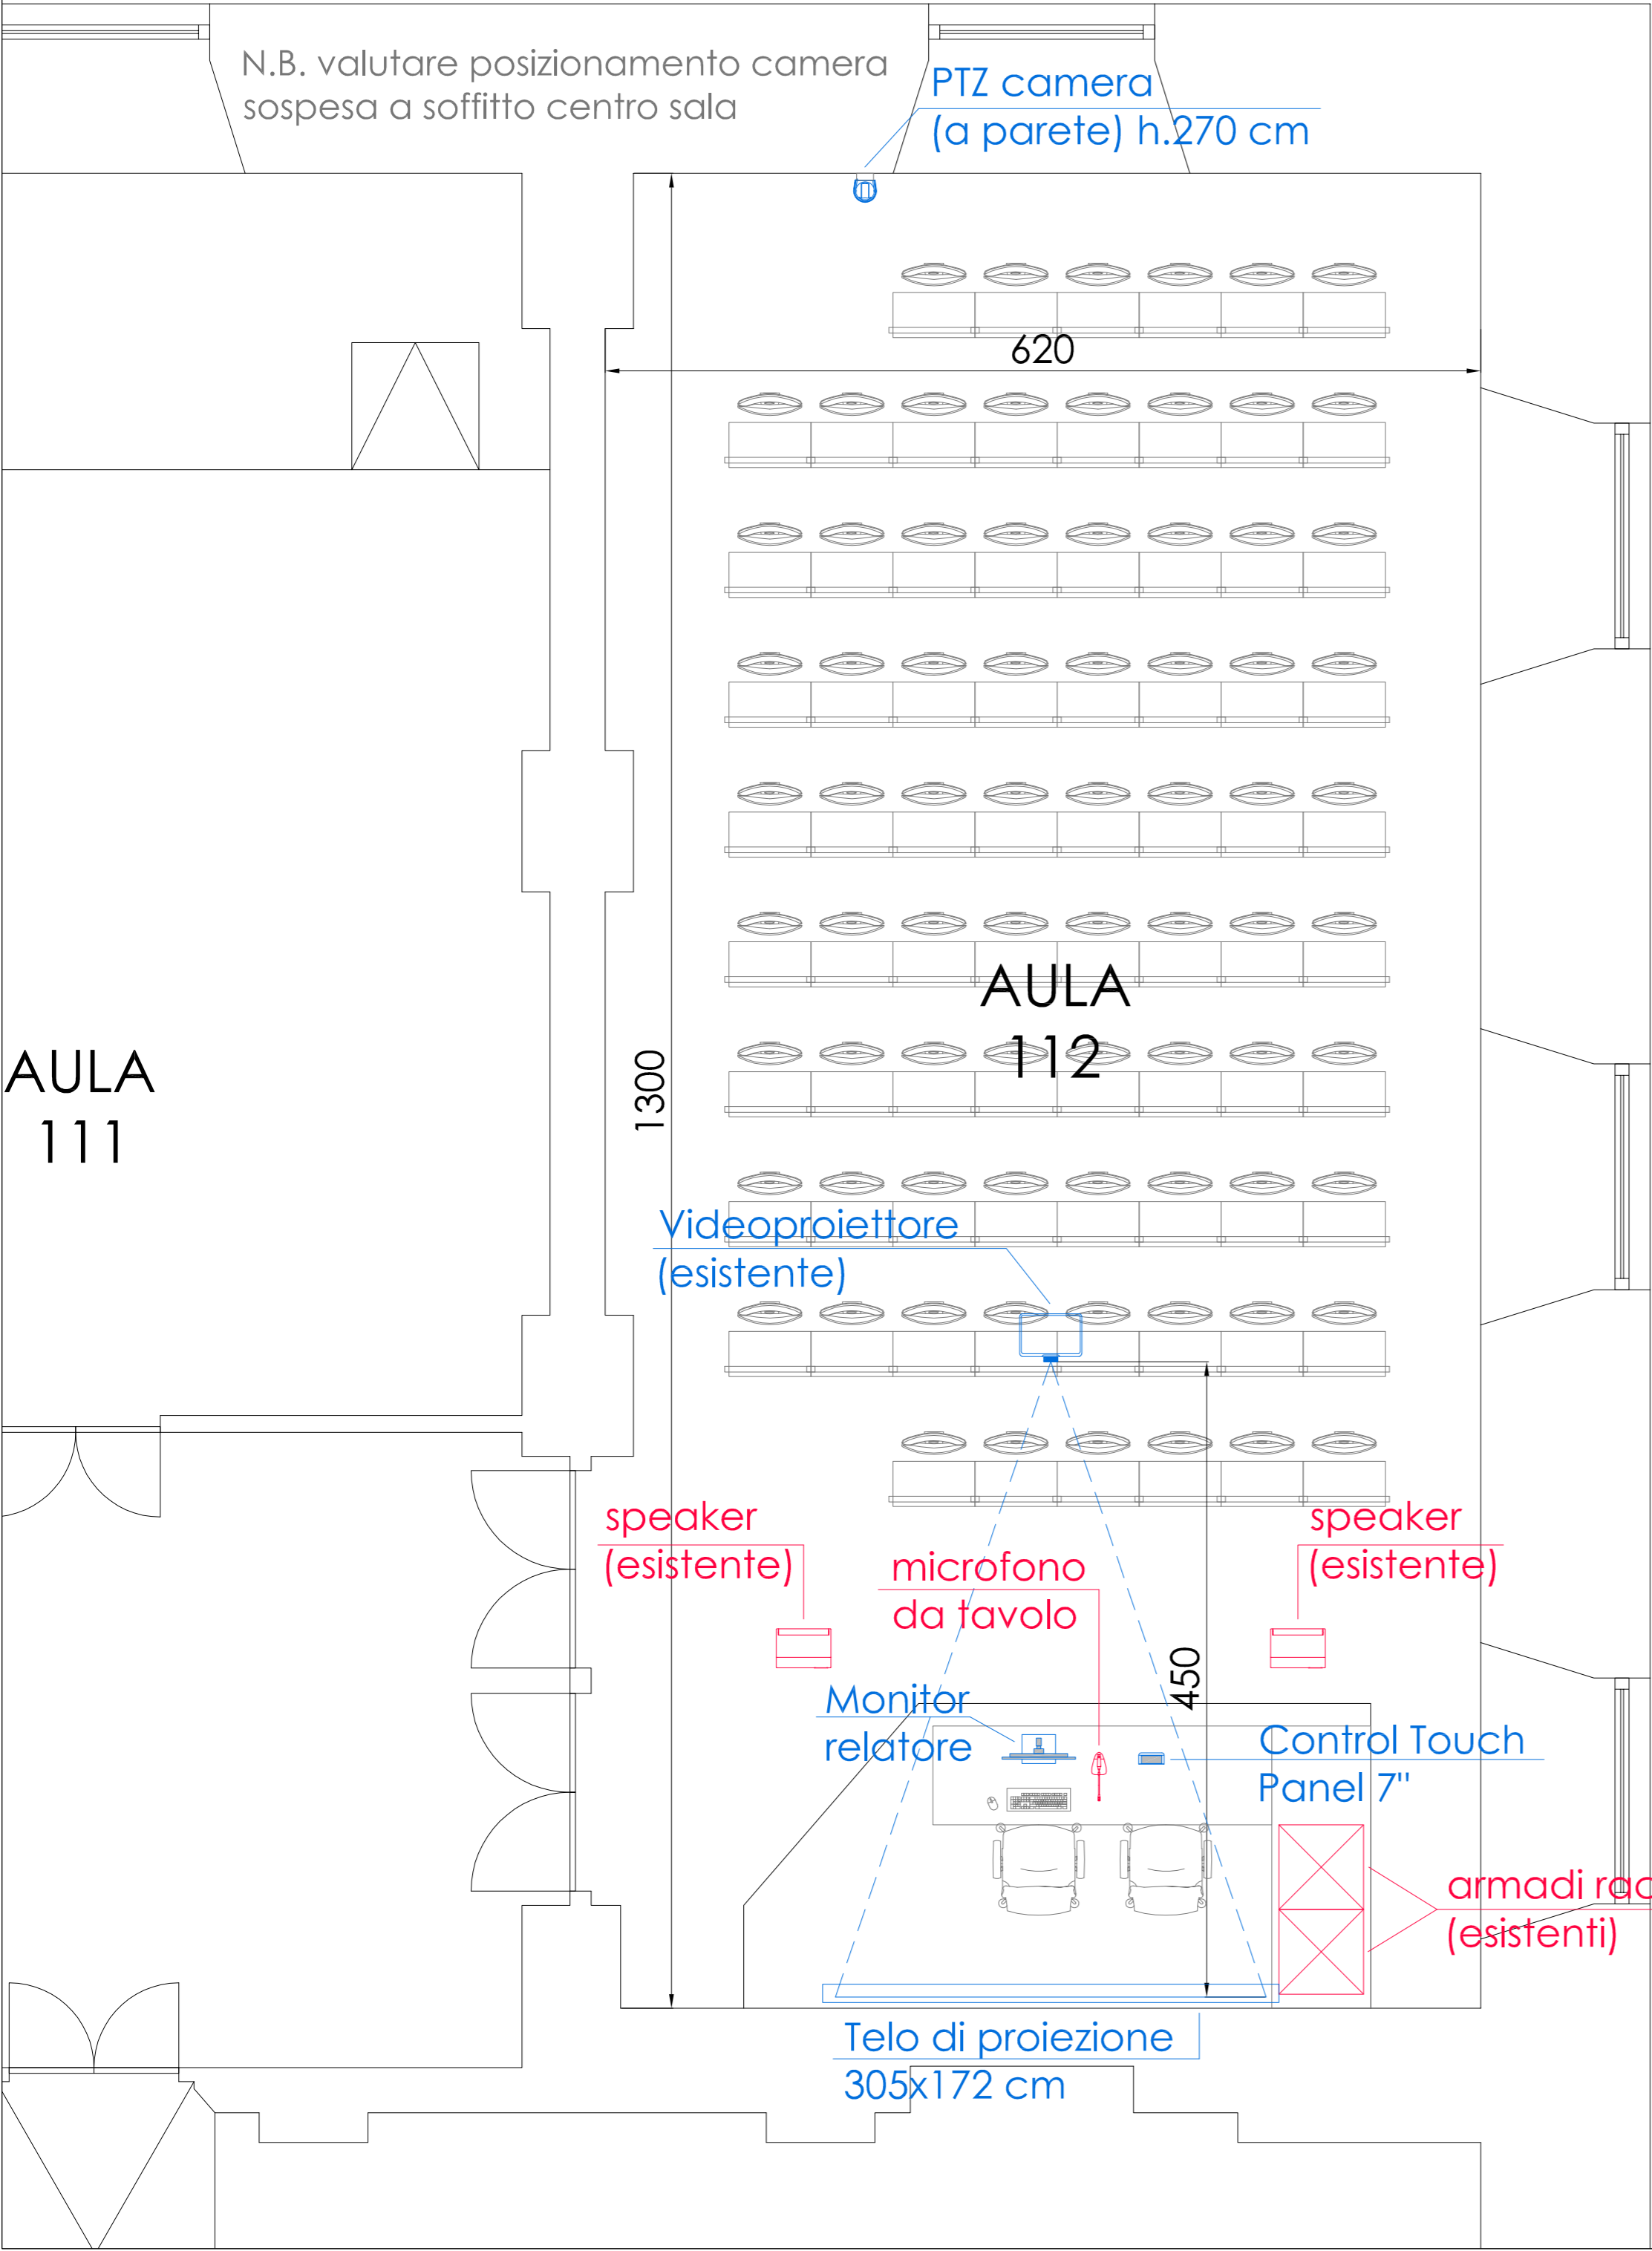 N.B. valutare posizionamento camera
sospesa a soffitto centro sala
PTZ camera
(a parete) h.270 cm
620
AULA
112
AULA
111
1300
Videoproiettore
(esistente)
speaker
(esistente)
microfono
da tavolo
speaker
(esistente)
450
Monitor
relatore
Control Touch
Panel 7"
armadi
(esistenti)
Telo di proiezione
305x172 cm